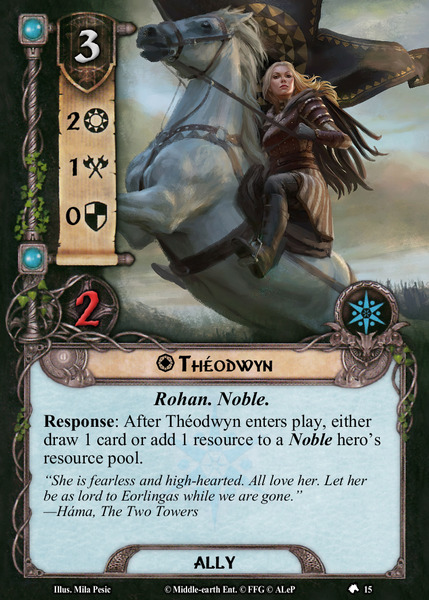 3
2
1
0
2
Théodwyn
Rohan. Noble.
Response: After Théodwyn enters play, either
draw 1 card or add 1 resource to a Noble hero's
resource pool.
“She is fearless and high-hearted. All love her. Let her
be as lord to Eorlingas while we are gone.”
—Háma, The Two Towers
ALLY
Illus. Mila Pesic © Middle-earth Ent. © FFG © ALeP 15